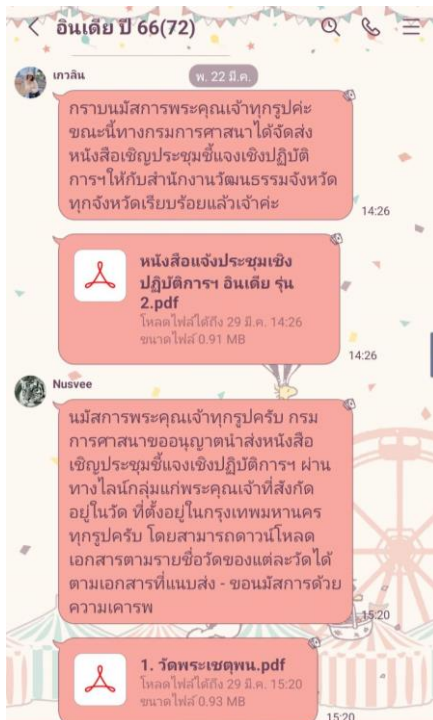 อินเดีย ปี 66(72)
พ. 22 มี.ค.
เกวลิน
กราบนมัสการพระคุณเจ้าทุกรูปค่ะ
ขณะนี้ทางกรมการศาสนาได้จัดส่ง
หนังสือเชิญประชุมชี้แจงเชิงปฏิบัติ
การฯให้กับสำนักงานวัฒนธรรมจังหวัด
ทุกจังหวัดเรียบร้อยแล้วเจ้าค่ะ
14:26
หนังสือแจ้งประชุมเชิง
ปฏิบัติการฯ อินเดีย รุ่น
2.pdf
โหลดไฟล์ได้ถึง 29 มี.ค. 14:26
ขนาดไฟล์ 0.91 MB
14:26
Nusvee
นมัสการพระคุณเจ้าทุกรูปครับ กรม
การศาสนาขออนุญาตนำส่งหนังสือ
เชิญประชุมชี้แจงเชิงปฏิบัติการฯ ผ่าน
ทางไลน์กลุ่มแก่พระคุณเจ้าที่สังกัด
อยู่ในวัด ที่ตั้งอยู่ในกรุงเทพมหานคร
ทุกรูปครับ โดยสามารถดาวน์โหลด
เอกสารตามรายชื่อวัดของแต่ละวัดได้
ตามเอกสารที่แนบส่ง - ขอนมัสการด้วย
ความเคารพ
15:20
1. วัดพระเชตุพน.pdf
โหลดไฟล์ได้ถึง 29 มี.ค. 15:20
ขนาดไฟล์ 0.93 MB
15:20